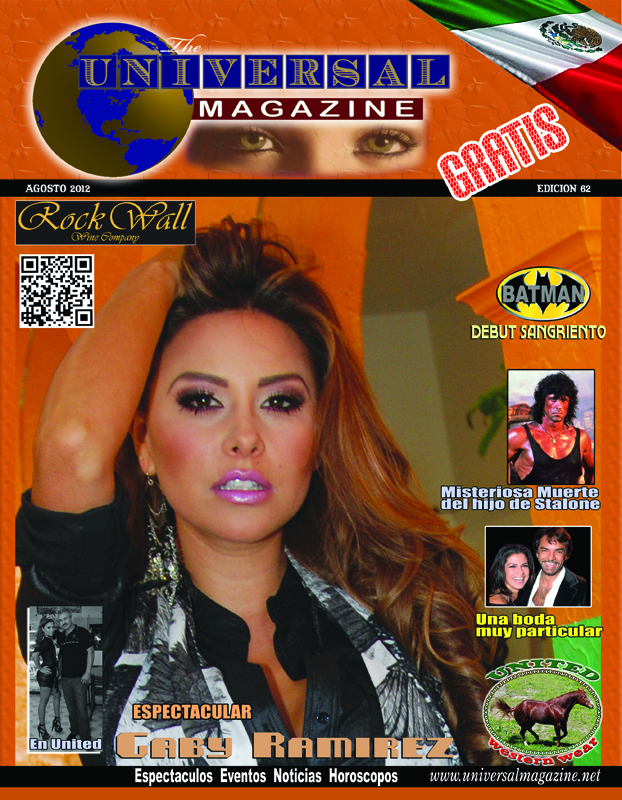 The
UNIVERSAL
MAGAZINE
GRATIS
AGOSTO 2012
EDICION 62
Rock Wall
Wine Company
BATMAN
DEBUT SANGRIENTO
Misteriosa Muerte
del hijo de Stalone
Una boda
muy particular
UNITED
western wear
En United
ESPECTACULAR
GABY RAMIREZ
Espectaculos Eventos Noticias Horoscopos
www.universalmagazine.net